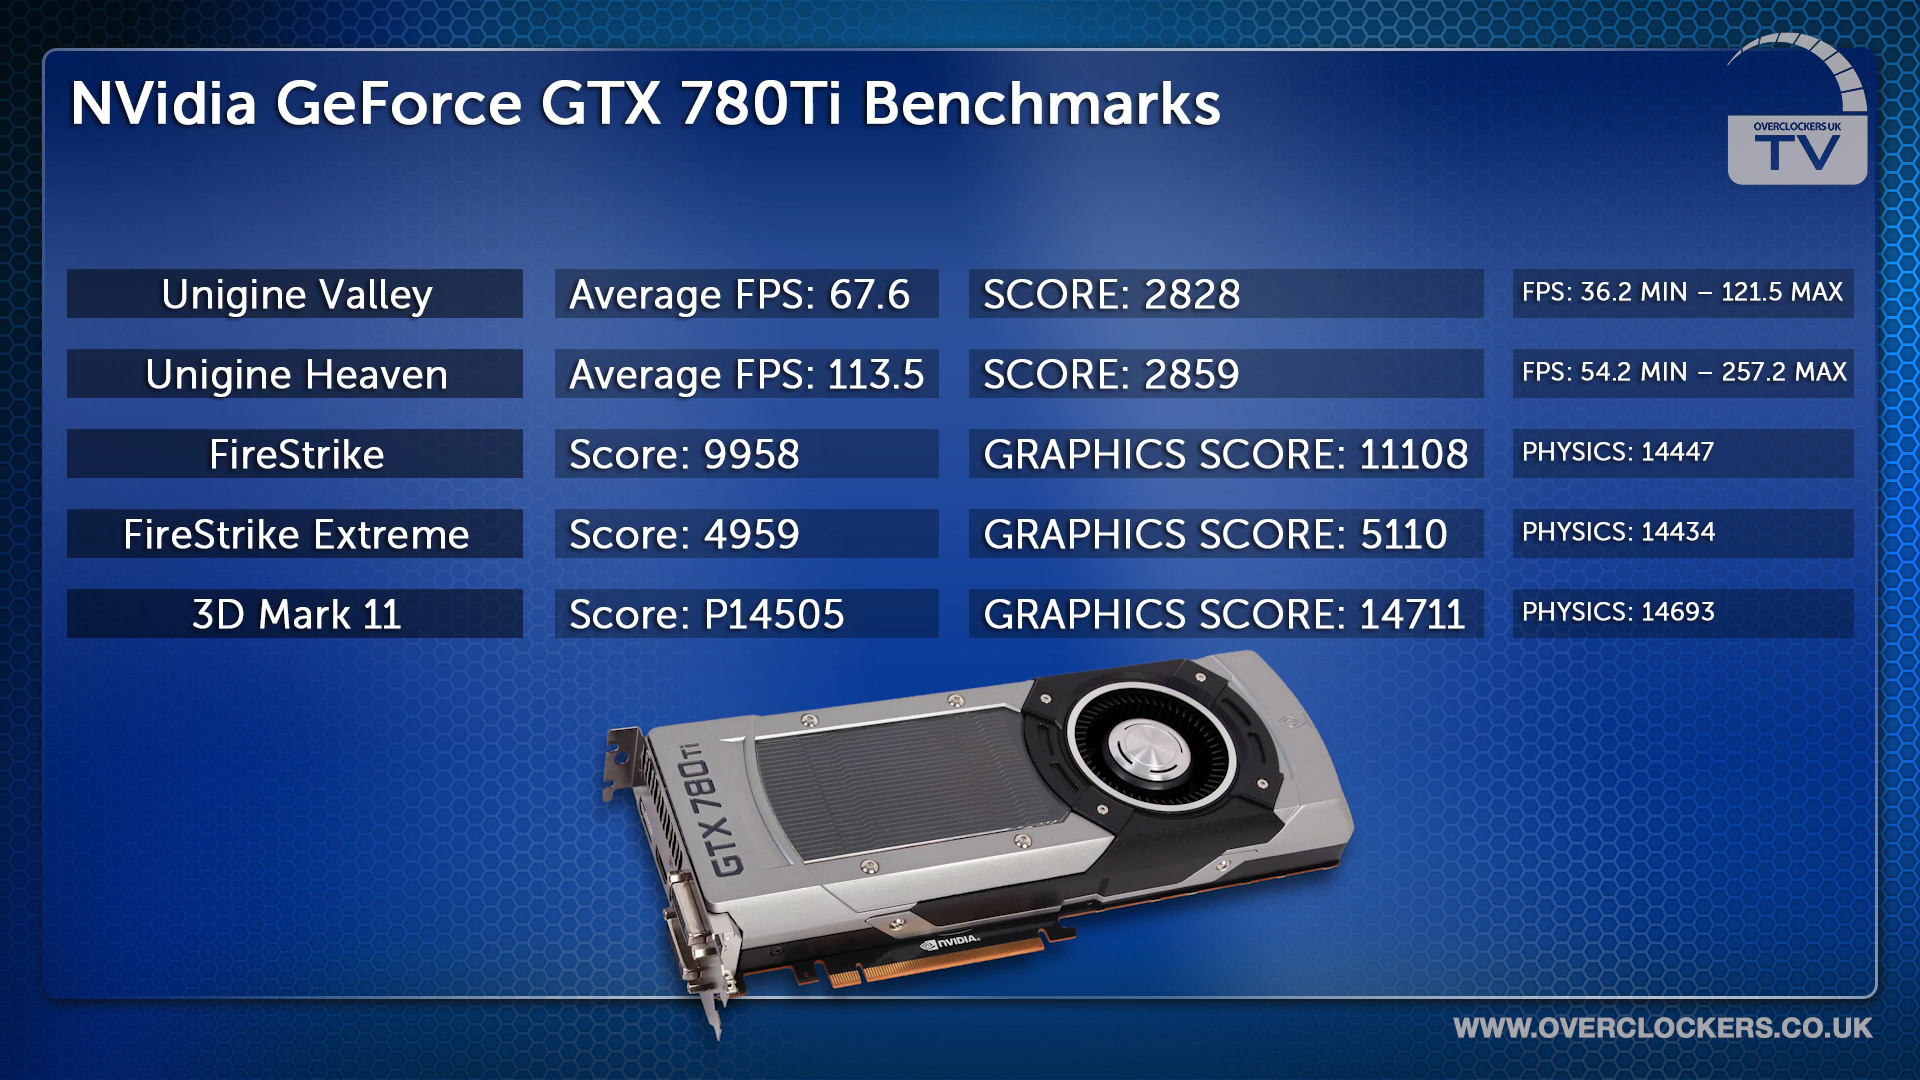 NVidia GeForce GTX 780Ti Benchmarks
OVERCLOCKERS UK
TV
Unigine Valley Average FPS: 67.6 SCORE: 2828 FPS: 36.2 MIN – 121.5 MAX
Unigine Heaven Average FPS: 113.5 SCORE: 2859 FPS: 54.2 MIN – 257.2 MAX
FireStrike Score: 9958 GRAPHICS SCORE: 11108 PHYSICS: 14447
FireStrike Extreme Score: 4959 GRAPHICS SCORE: 5110 PHYSICS: 14434
3D Mark 11 Score: P14505 GRAPHICS SCORE: 14711 PHYSICS: 14693
GTX 780Ti
NVIDIA.
WWW.OVERCLOCKERS.CO.UK